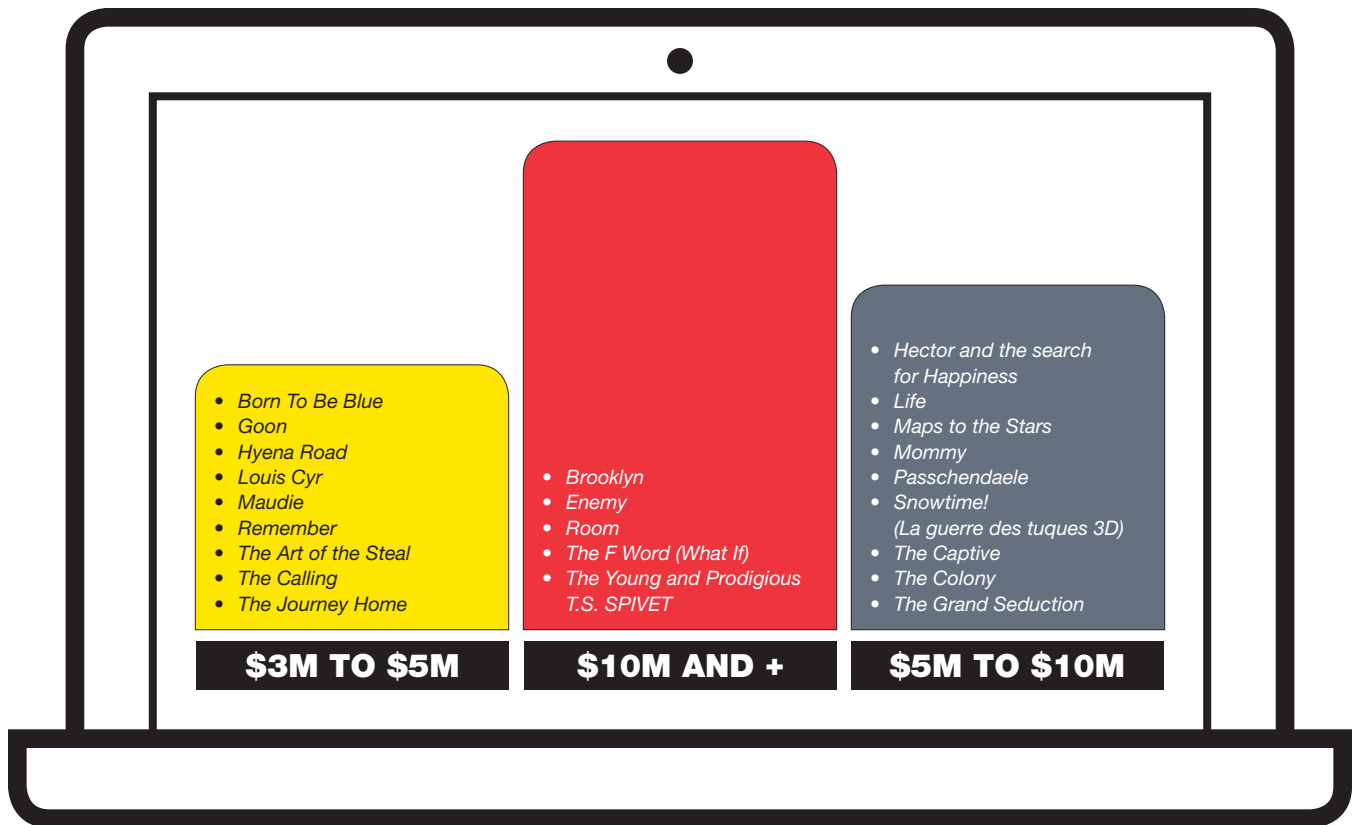 • Born To Be Blue
• Goon
• Hyena Road
• Louis Cyr
• Maudie
• Remember
• The Art of the Steal
• The Calling
• The Journey Home
$3M TO $5M
• Brooklyn
• Enemy
• Room
• The F Word (What If)
• The Young and Prodigious
T.S. SPIVET
$10M AND +
• Hector and the search
for Happiness
• Life
• Maps to the Stars
• Mommy
• Passchendaele
• Snowtime!
(La guerre des tuques 3D)
• The Captive
• The Colony
• The Grand Seduction
$5M TO $10M